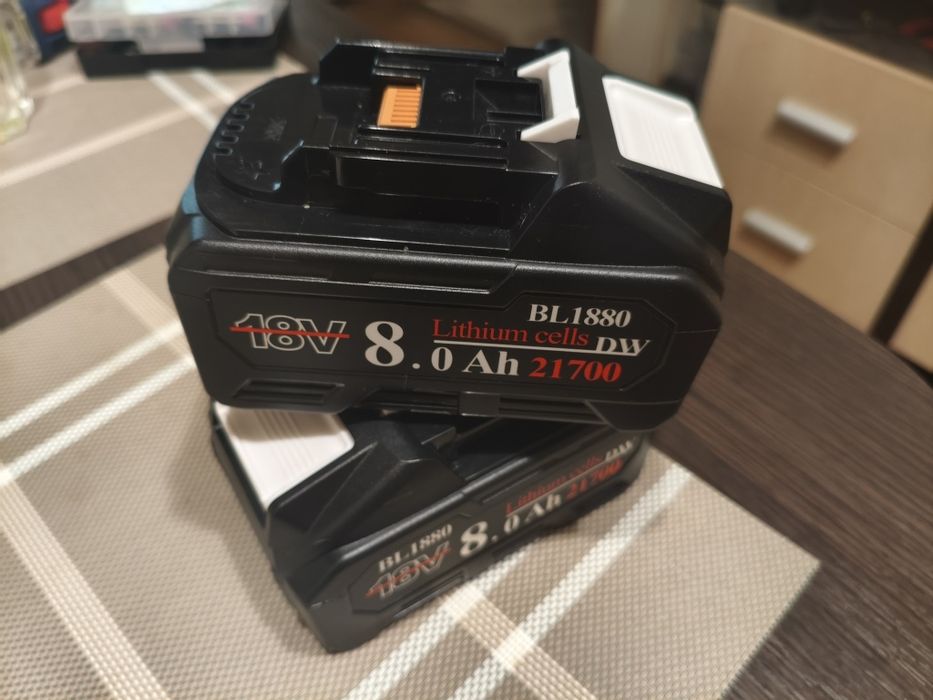 BL1880
Lithium cells DW
18V 8.0 Ah 21700
DW
Lithium cells
BL1880
18V 8.0 Ah 21700